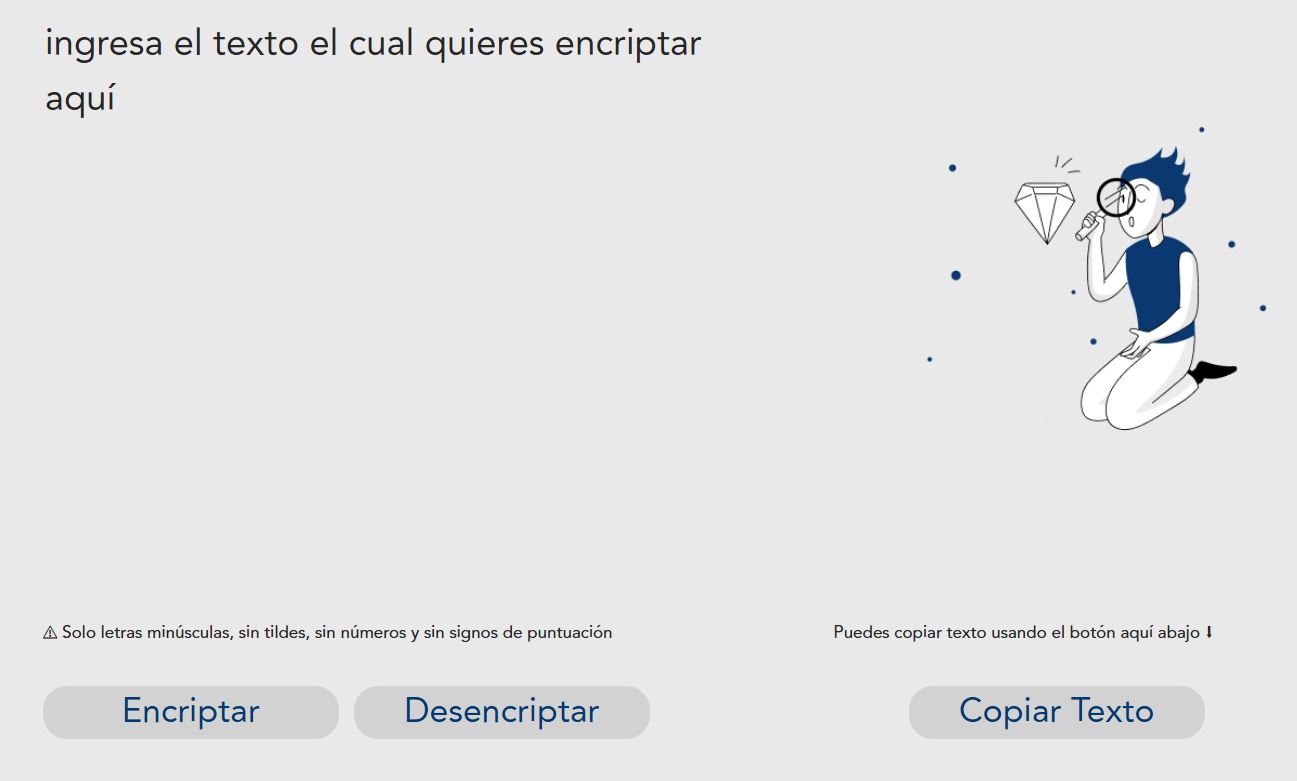 ingresa el texto el cual quieres encriptar
aquí
⚠ Solo letras minúsculas, sin tildes, sin números y sin signos de puntuación
Puedes copiar texto usando el botón aquí abajo ⬇
Encriptar
Desencriptar
Copiar Texto